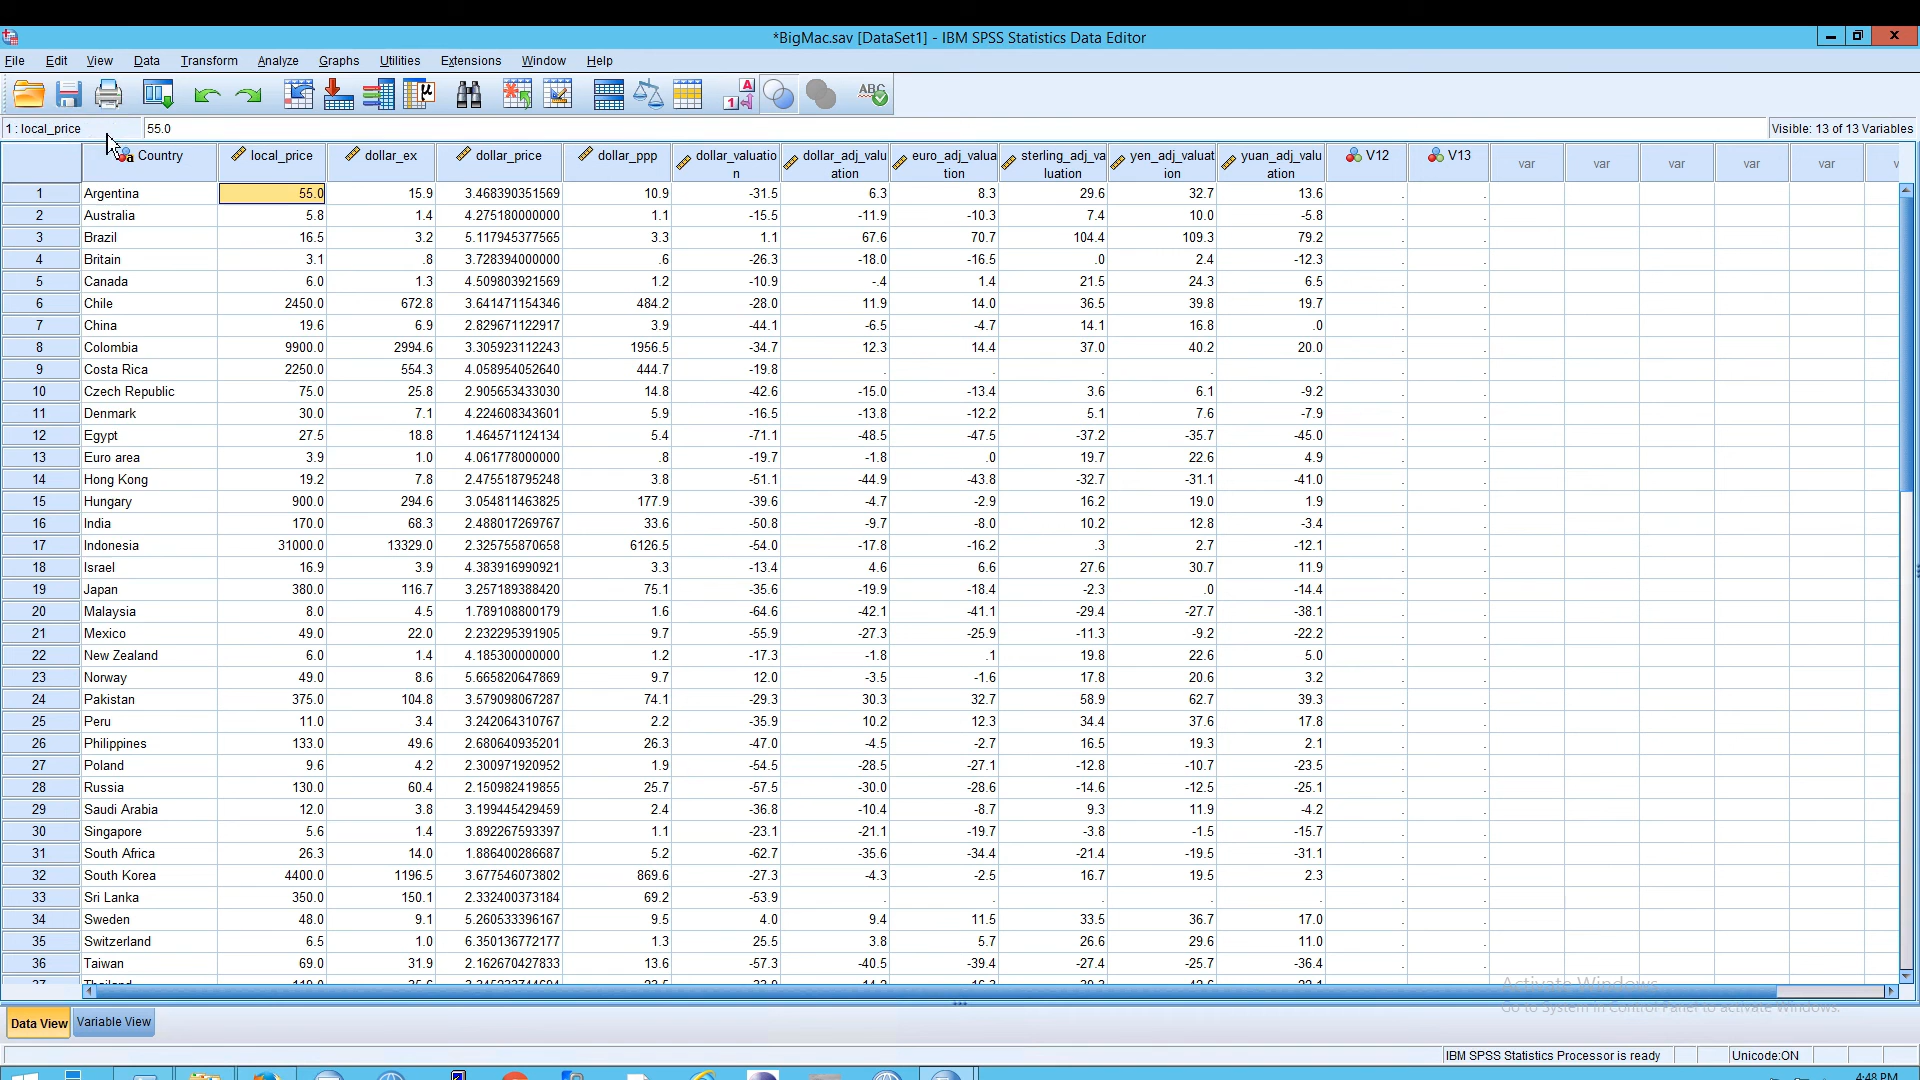 *BigMac.sav [DataSet1] - IBM SPSS Statistics Data Editor
File Edit View Data Transform Analyze Graphs Utilities Extensions Window Help
1 : local_price 55.0 Visible: 13 of 13 Variables
Country local_price dollar_ex dollar_price dollar_ppp dollar_valuatio n dollar_adj_valu ation euro_adj_valua tion sterling_adj_va luation yen_adj_valuat ion yuan_adj_valu ation V12 V13 var var var var var
1 Argentina 55.0 15.9 3.468390351569 10.9 -31.5 6.3 8.3 29.6 32.7 13.6 . .
2 Australia 5.8 1.4 4.275180000000 1.1 -15.5 -11.9 -10.3 7.4 10.0 -5.8 . .
3 Brazil 16.5 3.2 5.117945377565 3.3 1.1 67.6 70.7 104.4 109.3 79.2 . .
4 Britain 3.1 .8 3.728394000000 .6 -26.3 -18.0 -16.5 .0 2.4 -12.3 . .
5 Canada 6.0 1.3 4.509803921569 1.2 -10.9 -.4 1.4 21.5 24.3 6.5 . .
6 Chile 2450.0 672.8 3.641471154346 484.2 -28.0 11.9 14.0 36.5 39.8 19.7 . .
7 China 19.6 6.9 2.829671122917 3.9 -44.1 -6.5 -4.7 14.1 16.8 .0 . .
8 Colombia 9900.0 2994.6 3.305923112243 1956.5 -34.7 12.3 14.4 37.0 40.2 20.0 . .
9 Costa Rica 2250.0 554.3 4.058954052640 444.7 -19.8 . . . . . . .
10 Czech Republic 75.0 25.8 2.905653433030 14.8 -42.6 -15.0 -13.4 3.6 6.1 -9.2 . .
11 Denmark 30.0 7.1 4.224608343601 5.9 -16.5 -13.8 -12.2 5.1 7.6 -7.9 . .
12 Egypt 27.5 18.8 1.464571124134 5.4 -71.1 -48.5 -47.5 -37.2 -35.7 -45.0 . .
13 Euro area 3.9 1.0 4.061778000000 .8 -19.7 -1.8 .0 19.7 22.6 4.9 . .
14 Hong Kong 19.2 7.8 2.475518795248 3.8 -51.1 -44.9 -43.8 -32.7 -31.1 -41.0 . .
15 Hungary 900.0 294.6 3.054811463825 177.9 -39.6 -4.7 -2.9 16.2 19.0 1.9 . .
16 India 170.0 68.3 2.488017269767 33.6 -50.8 -9.7 -8.0 10.2 12.8 -3.4 . .
17 Indonesia 31000.0 13329.0 2.325755870658 6126.5 -54.0 -17.8 -16.2 .3 2.7 -12.1 . .
18 Israel 16.9 3.9 4.383916990921 3.3 -13.4 4.6 6.6 27.6 30.7 11.9 . .
19 Japan 380.0 116.7 3.257189388420 75.1 -35.6 -19.9 -18.4 -2.3 .0 -14.4 . .
20 Malaysia 8.0 4.5 1.789108800179 1.6 -64.6 -42.1 -41.1 -29.4 -27.7 -38.1 . .
21 Mexico 49.0 22.0 2.232295391905 9.7 -55.9 -27.3 -25.9 -11.3 -9.2 -22.2 . .
22 New Zealand 6.0 1.4 4.185300000000 1.2 -17.3 -1.8 .1 19.8 22.6 5.0 . .
23 Norway 49.0 8.6 5.665820647869 9.7 12.0 -3.5 -1.6 17.8 20.6 3.2 . .
24 Pakistan 375.0 104.8 3.579098067287 74.1 -29.3 30.3 32.7 58.9 62.7 39.3 . .
25 Peru 11.0 3.4 3.242064310767 2.2 -35.9 10.2 12.3 34.4 37.6 17.8 . .
26 Philippines 133.0 49.6 2.680640935201 26.3 -47.0 -4.5 -2.7 16.5 19.3 2.1 . .
27 Poland 9.6 4.2 2.300971920952 1.9 -54.5 -28.5 -27.1 -12.8 -10.7 -23.5 . .
28 Russia 130.0 60.4 2.150982419855 25.7 -57.5 -30.0 -28.6 -14.6 -12.5 -25.1 . .
29 Saudi Arabia 12.0 3.8 3.199445429459 2.4 -36.8 -10.4 -8.7 9.3 11.9 -4.2 . .
30 Singapore 5.6 1.4 3.892267593397 1.1 -23.1 -21.1 -19.7 -3.8 -1.5 -15.7 . .
31 South Africa 26.3 14.0 1.886400286687 5.2 -62.7 -35.6 -34.4 -21.4 -19.5 -31.1 . .
32 South Korea 4400.0 1196.5 3.677546073802 869.6 -27.3 -4.3 -2.5 16.7 19.5 2.3 . .
33 Sri Lanka 350.0 150.1 2.332400373184 69.2 -53.9 . . . . . . .
34 Sweden 48.0 9.1 5.260533396167 9.5 4.0 9.4 11.5 33.5 36.7 17.0 . .
35 Switzerland 6.5 1.0 6.350136772177 1.3 25.5 3.8 5.7 26.6 29.6 11.0 . .
36 Taiwan 69.0 31.9 2.162670427833 13.6 -57.3 -40.5 -39.4 -27.4 -25.7 -36.4 . .
Activate Windows
Go to System in Control Panel to activate Windows.
Data View Variable View
IBM SPSS Statistics Processor is ready Unicode:ON
4:48 PM